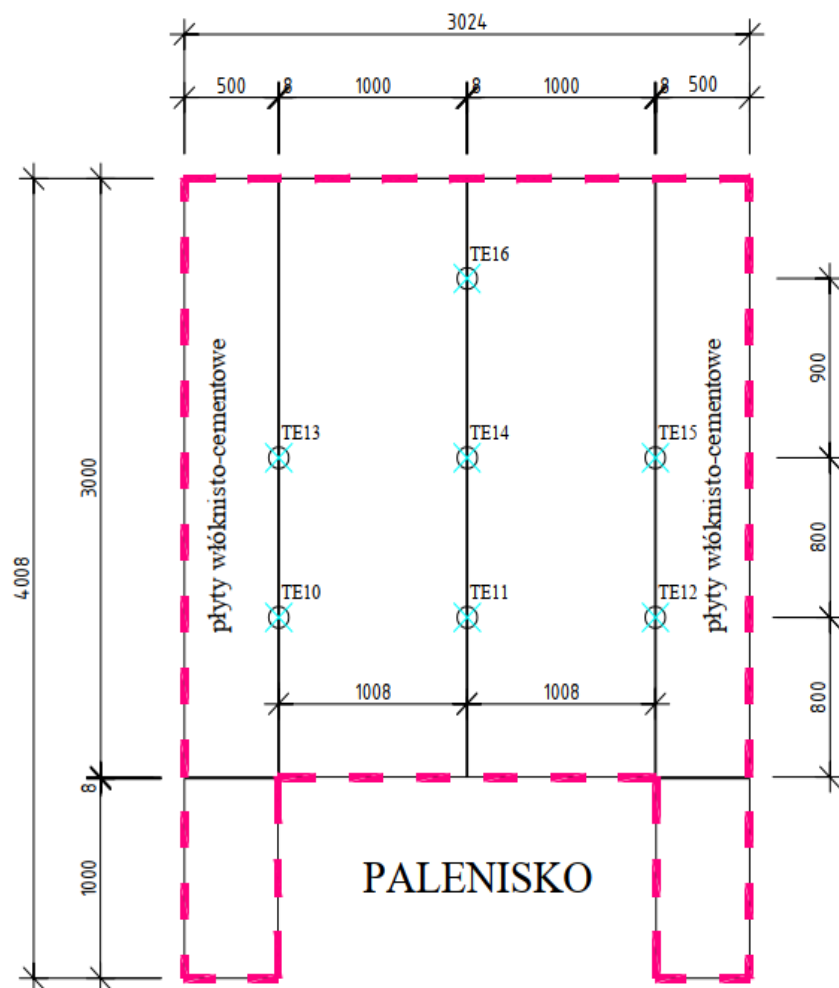 3024
500
8
1000
8
1000
8
500
TE16
900
płyty włóknisto-cementowe
TE13
TE14
TE15
płyty włóknisto-cementowe
3000
4008
800
TE10
TE11
TE12
1008
1008
800
8
1000
PALENISKO